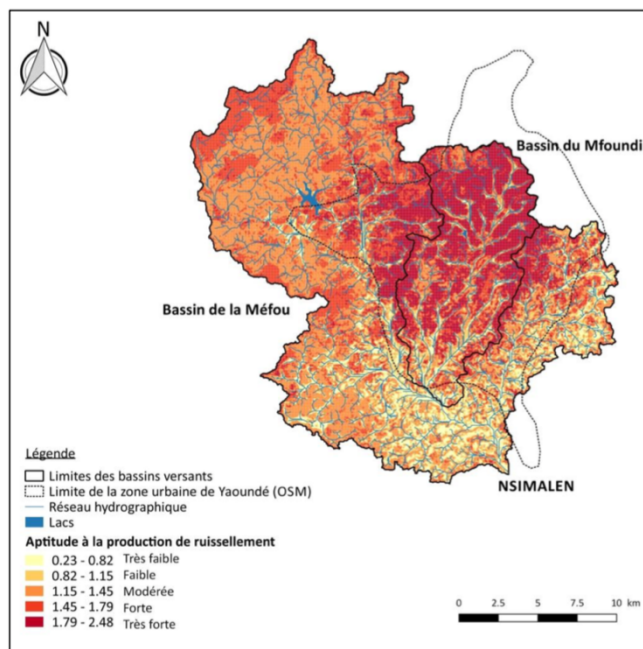 N
Bassin du Mfoundi
Bassin de la Méfou
NSIMALEN
Légende
Limites des bassins versants
Limite de la zone urbaine de Yaoundé (OSM)
Réseau hydrographique
Lacs
Aptitude à la production de ruissellement
0.23 - 0.82 Très faible
0.82 - 1.15 Faible
1.15 - 1.45 Modérée
1.45 - 1.79 Forte
1.79 - 2.48 Très forte
0 2.5 5 7.5 10 km